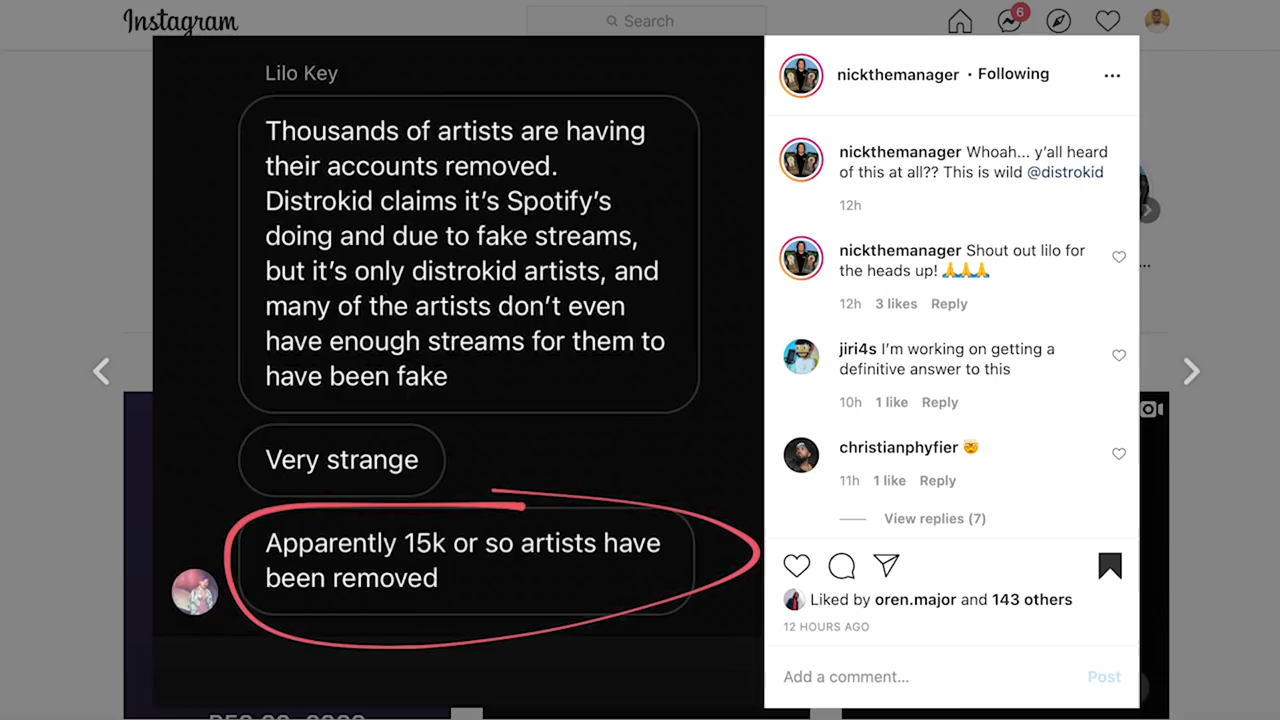 Instagram
Search
6
Lilo Key
Thousands of artists are having
their accounts removed.
Distrokid claims it’s Spotify’s
doing and due to fake streams,
but it’s only distrokid artists, and
many of the artists don’t even
have enough streams for them to
have been fake
Very strange
Apparently 15k or so artists have
been removed
nickthemanager • Following
nickthemanager Whoah... y’all heard
of this at all?? This is wild @distrokid
12h
nickthemanager Shout out lilo for
the heads up! 🙏🙏🙏
12h 3 likes Reply
jiri4s I’m working on getting a
definitive answer to this
10h 1 like Reply
christianphyfier 🤯
11h 1 like Reply
View replies (7)
Liked by oren.major and 143 others
12 HOURS AGO
Add a comment...
Post